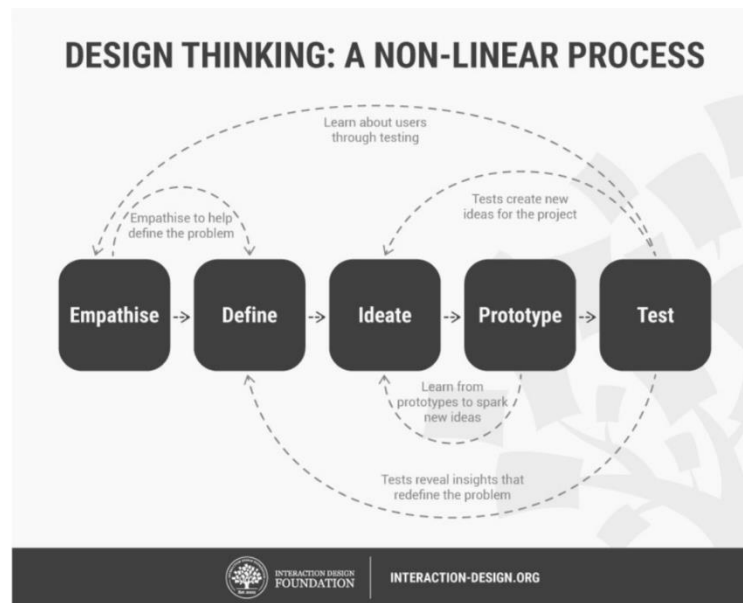 DESIGN THINKING: A NON-LINEAR PROCESS
Learn about users
through testing
Tests create new
ideas for the project
Empathise to help
define the problem
Empathise
Define
Ideate
Prototype
Test
Learn from
prototypes to spark
new ideas
Tests reveal insights that
redefine the problem
INTERACTION DESIGN
FOUNDATION
INTERACTION-DESIGN.ORG